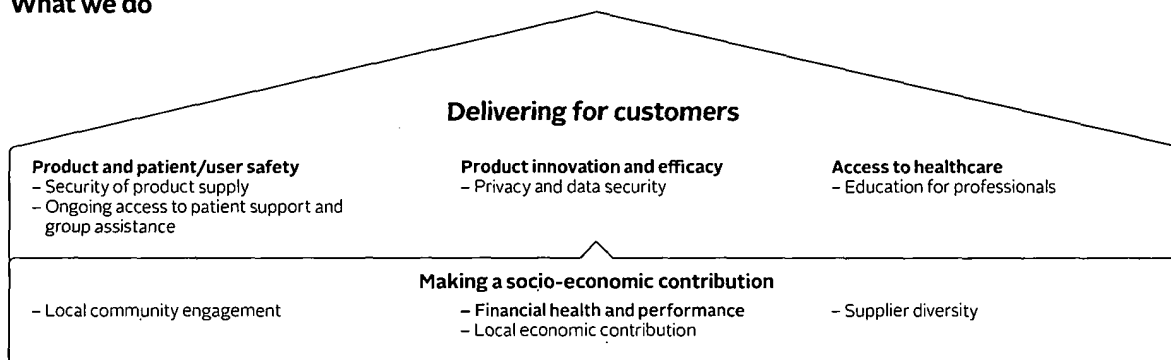 What we do
Delivering for customers
Product and patient/user safety
– Security of product supply
– Ongoing access to patient support and
group assistance
Product innovation and efficacy
– Privacy and data security
Access to healthcare
– Education for professionals
Making a socio-economic contribution
– Local community engagement
– Financial health and performance
– Local economic contribution
– Supplier diversity